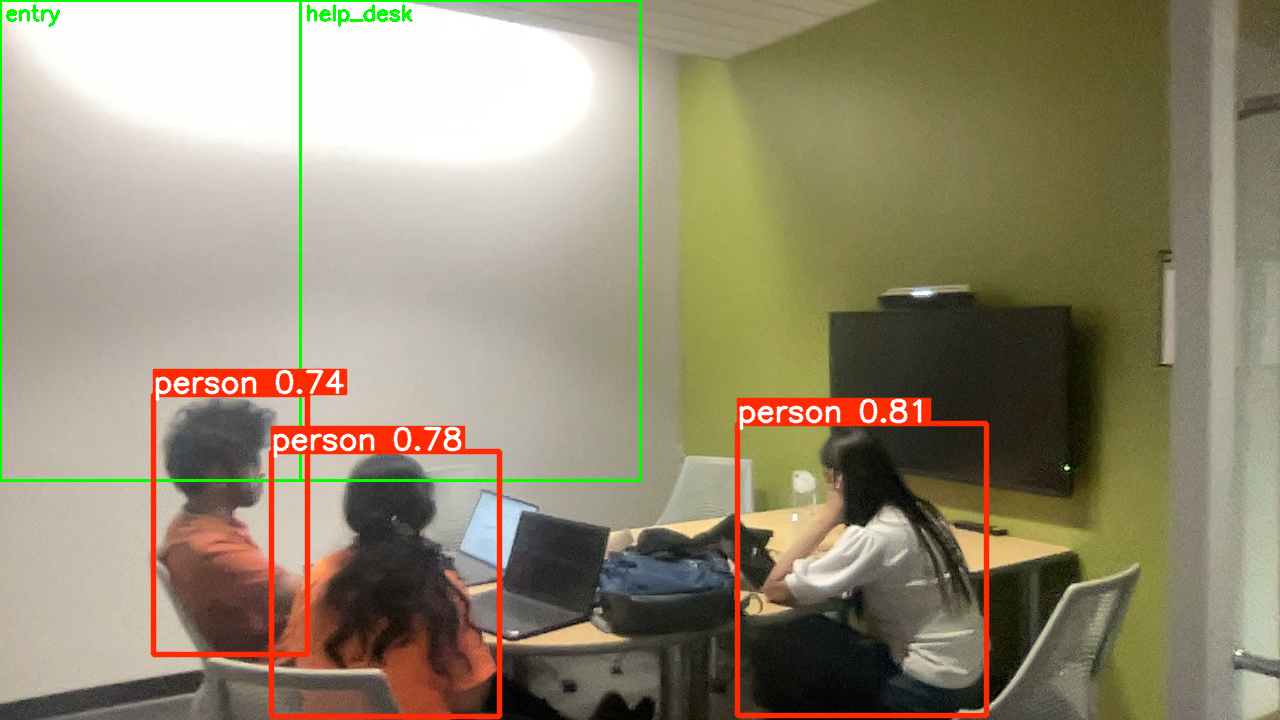 entry
help_desk
person 0.74
person 0.78
person 0.81